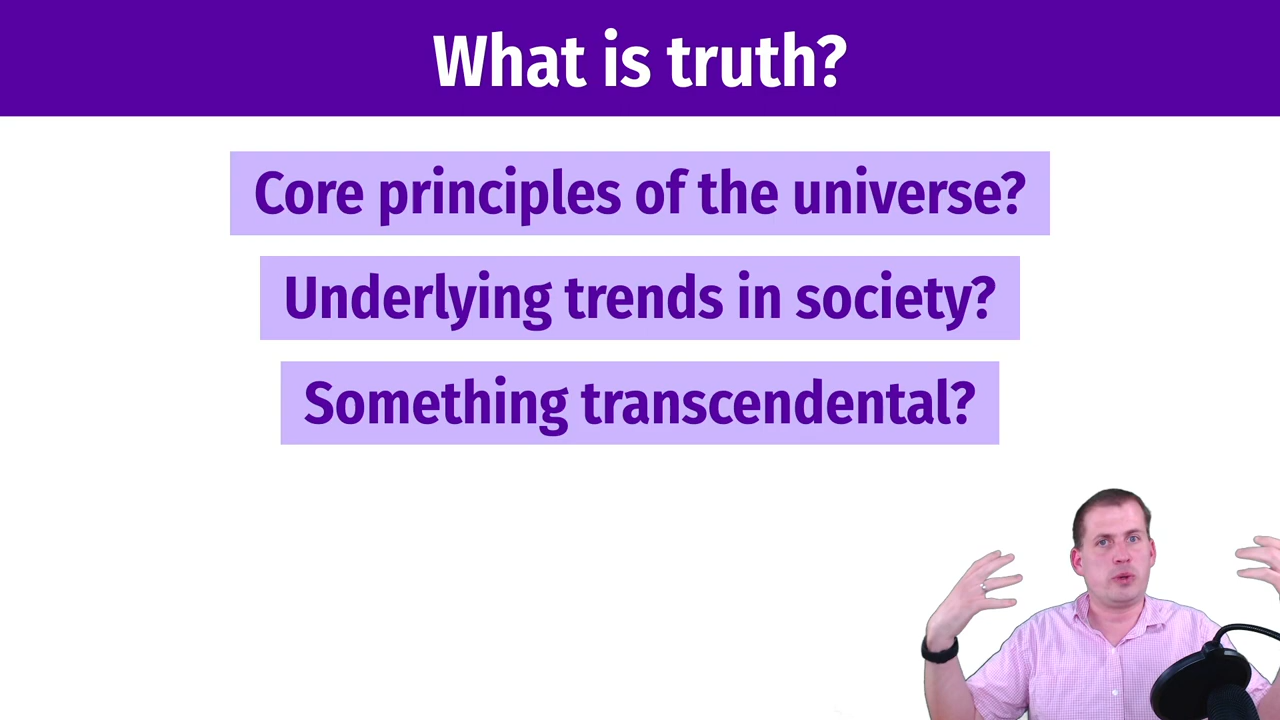 What is truth?
Core principles of the universe?
Underlying trends in society?
Something transcendental?